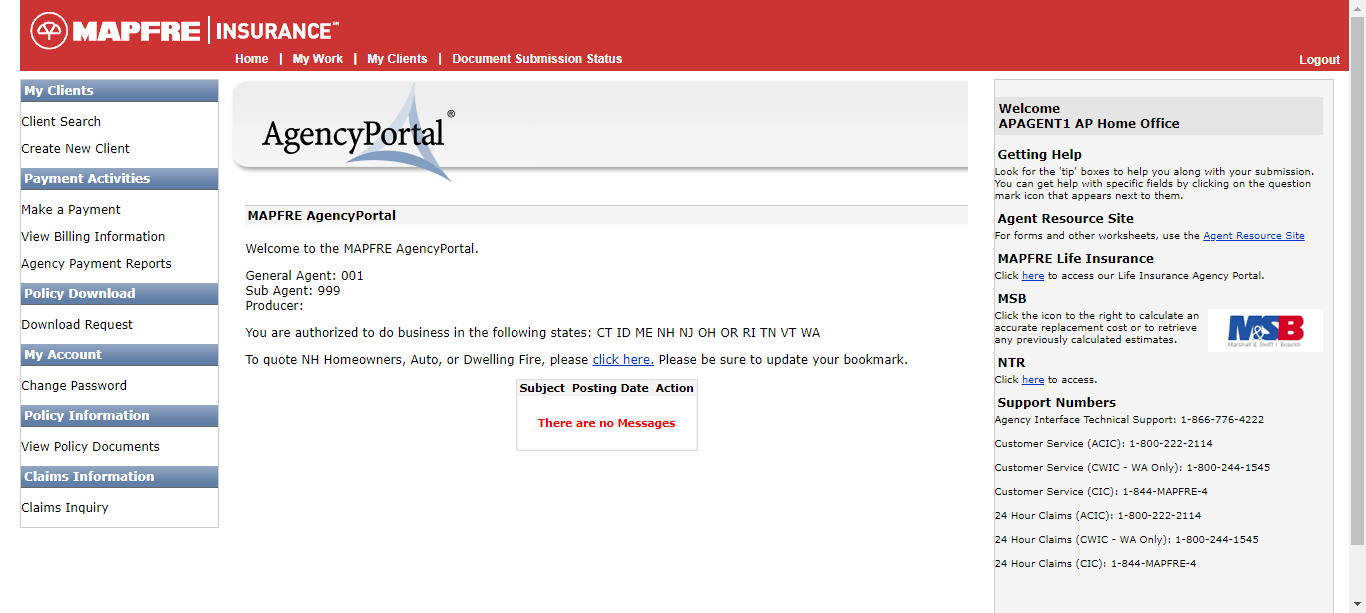 MAPFRE | INSURANCE℠
Home | My Work | My Clients | Document Submission Status
Logout
My Clients
Client Search
Create New Client
Payment Activities
Make a Payment
View Billing Information
Agency Payment Reports
Policy Download
Download Request
My Account
Change Password
Policy Information
View Policy Documents
Claims Information
Claims Inquiry
AgencyPortal®
MAPFRE AgencyPortal
Welcome to the MAPFRE AgencyPortal.
General Agent: 001
Sub Agent: 999
Producer:
You are authorized to do business in the following states: CT ID ME NH NJ OH OR RI TN VT WA
To quote NH Homeowners, Auto, or Dwelling Fire, please click here. Please be sure to update your bookmark.
Subject Posting Date Action
There are no Messages
Welcome
APAGENT1 AP Home Office
Getting Help
Look for the 'tip' boxes to help you along with your submission.
You can get help with specific fields by clicking on the question
mark icon that appears next to them.
Agent Resource Site
For forms and other worksheets, use the Agent Resource Site
MAPFRE Life Insurance
Click here to access our Life Insurance Agency Portal.
MSB
Click the icon to the right to calculate an
accurate replacement cost or to retrieve
any previously calculated estimates.
M&SB
Marshall & Swift / Boeckh
NTR
Click here to access.
Support Numbers
Agency Interface Technical Support: 1-866-776-4222
Customer Service (ACIC): 1-800-222-2114
Customer Service (CWIC - WA Only): 1-800-244-1545
Customer Service (CIC): 1-844-MAPFRE-4
24 Hour Claims (ACIC): 1-800-222-2114
24 Hour Claims (CWIC - WA Only): 1-800-244-1545
24 Hour Claims (CIC): 1-844-MAPFRE-4